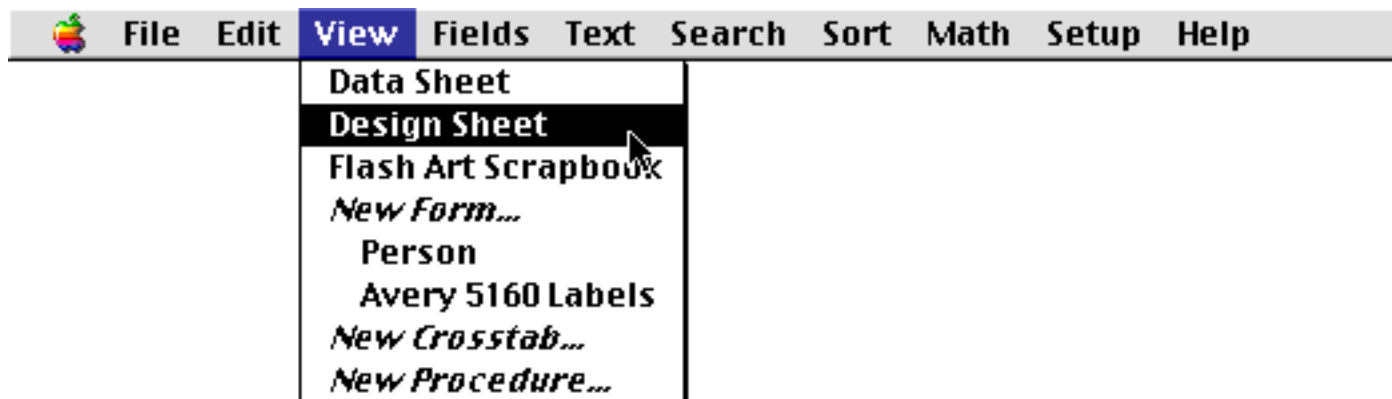 File Edit View Fields Text Search Sort Math Setup Help
Data Sheet
Design Sheet
Flash Art Scrapbook
New Form...
Person
Avery 5160 Labels
New Crosstab...
New Procedure...